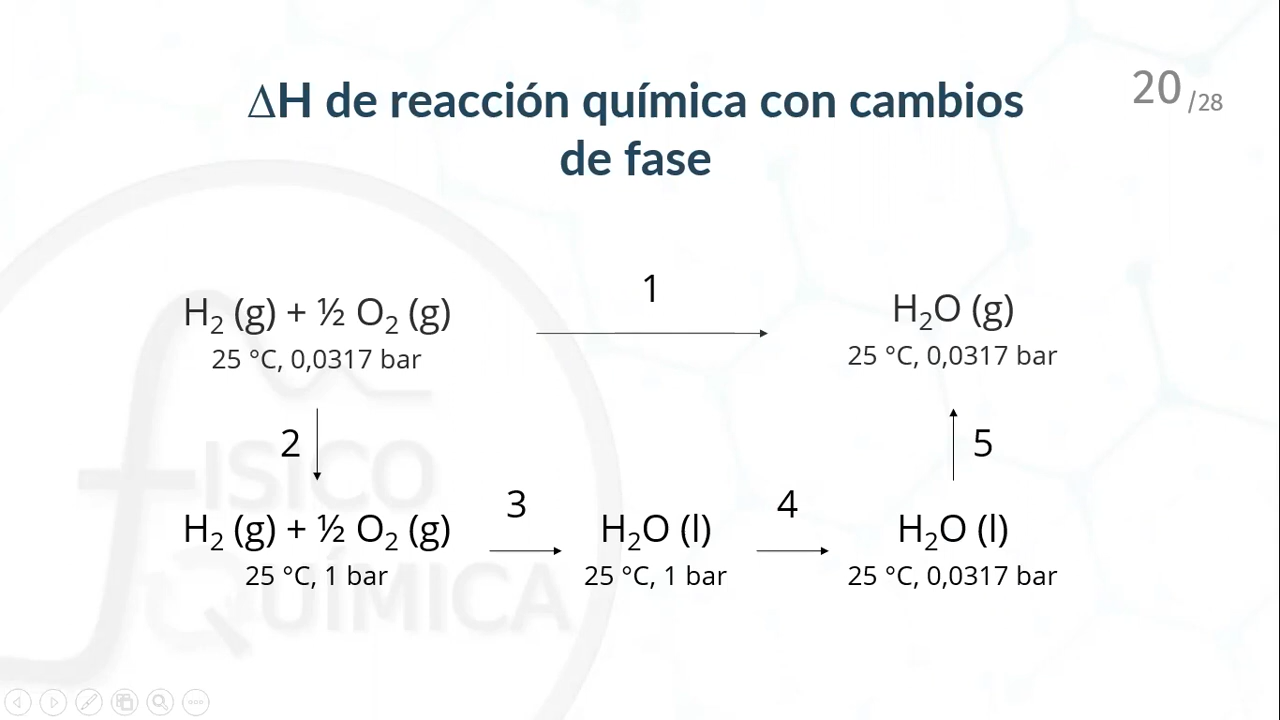 ΔH de reacción química con cambios
de fase
20/28
1
H₂ (g) + ½ O₂ (g)
25 °C, 0,0317 bar
H₂O (g)
25 °C, 0,0317 bar
2
5
ISICO
QUÍMICA
H₂ (g) + ½ O₂ (g)
25 °C, 1 bar
3
H₂O (l)
25 °C, 1 bar
4
H₂O (l)
25 °C, 0,0317 bar